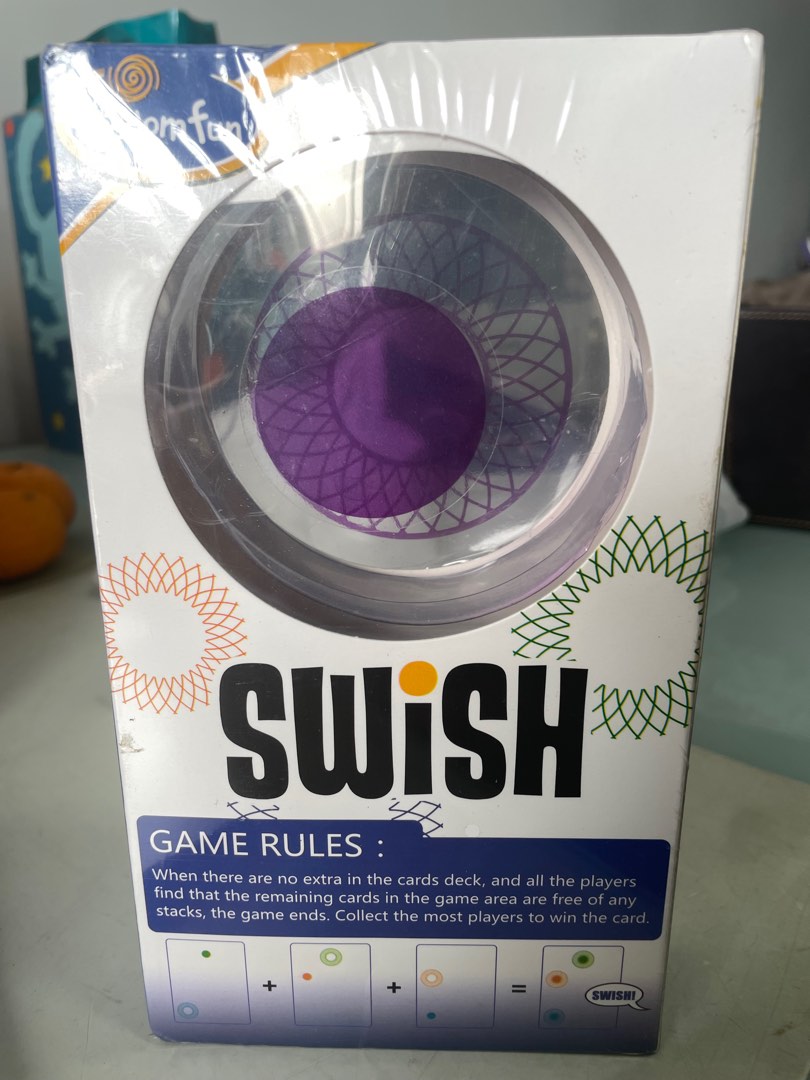 fun
SWiSH
GAME RULES :
When there are no extra in the cards deck, and all the players
find that the remaining cards in the game area are free of any
stacks, the game ends. Collect the most players to win the card.
+ + =
SWISH!